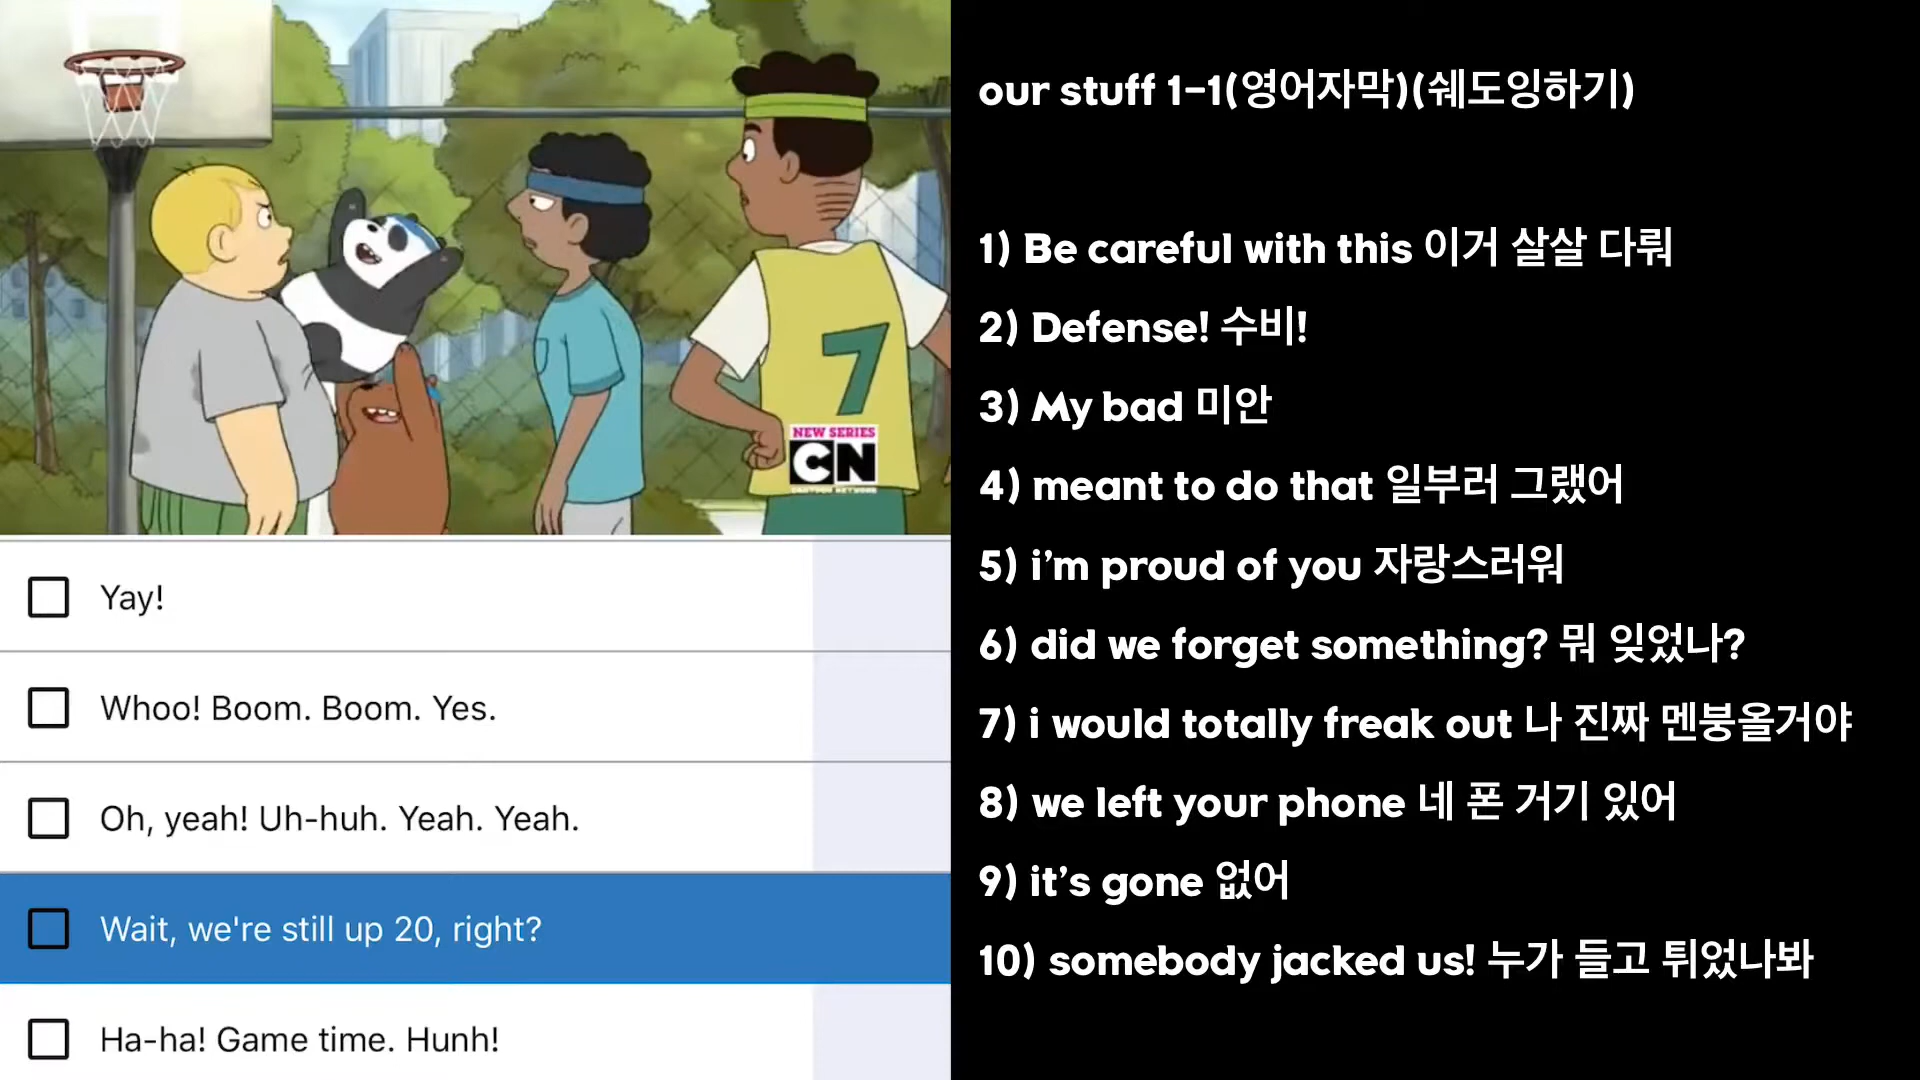 7
NEW SERIES
CN
CARTOON NETWORK
Yay!
Whoo! Boom. Boom. Yes.
Oh, yeah! Uh-huh. Yeah. Yeah.
Wait, we're still up 20, right?
Ha-ha! Game time. Hunh!
our stuff 1-1(영어자막)(쉐도잉하기)
1) Be careful with this 이거 살살 다뤄
2) Defense! 수비!
3) My bad 미안
4) meant to do that 일부러 그랬어
5) i'm proud of you 자랑스러워
6) did we forget something? 뭐 잊었나?
7) i would totally freak out 나 진짜 멘붕올거야
8) we left your phone 네 폰 거기 있어
9) it's gone 없어
10) somebody jacked us! 누가 들고 튀었나봐